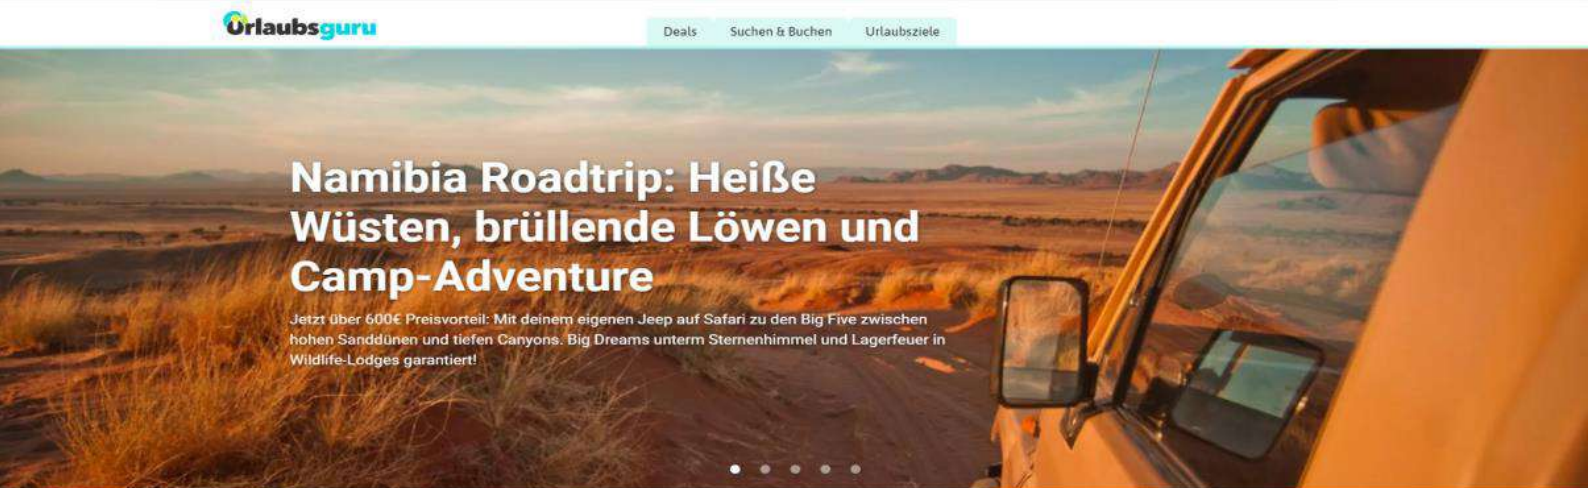 Urlaubsguru
Deals Suchen & Buchen Urlaubsziele
Namibia Roadtrip: Heiße
Wüsten, brüllende Löwen und
Camp-Adventure
Jetzt über 600€ Preisvorteil: Mit deinem eigenen Jeep auf Safari zu den Big Five zwischen
hohen Sanddünen und tiefen Canyons. Big Dreams unterm Sternenhimmel und Lagerfeuer in
Wildlife-Lodges garantiert!